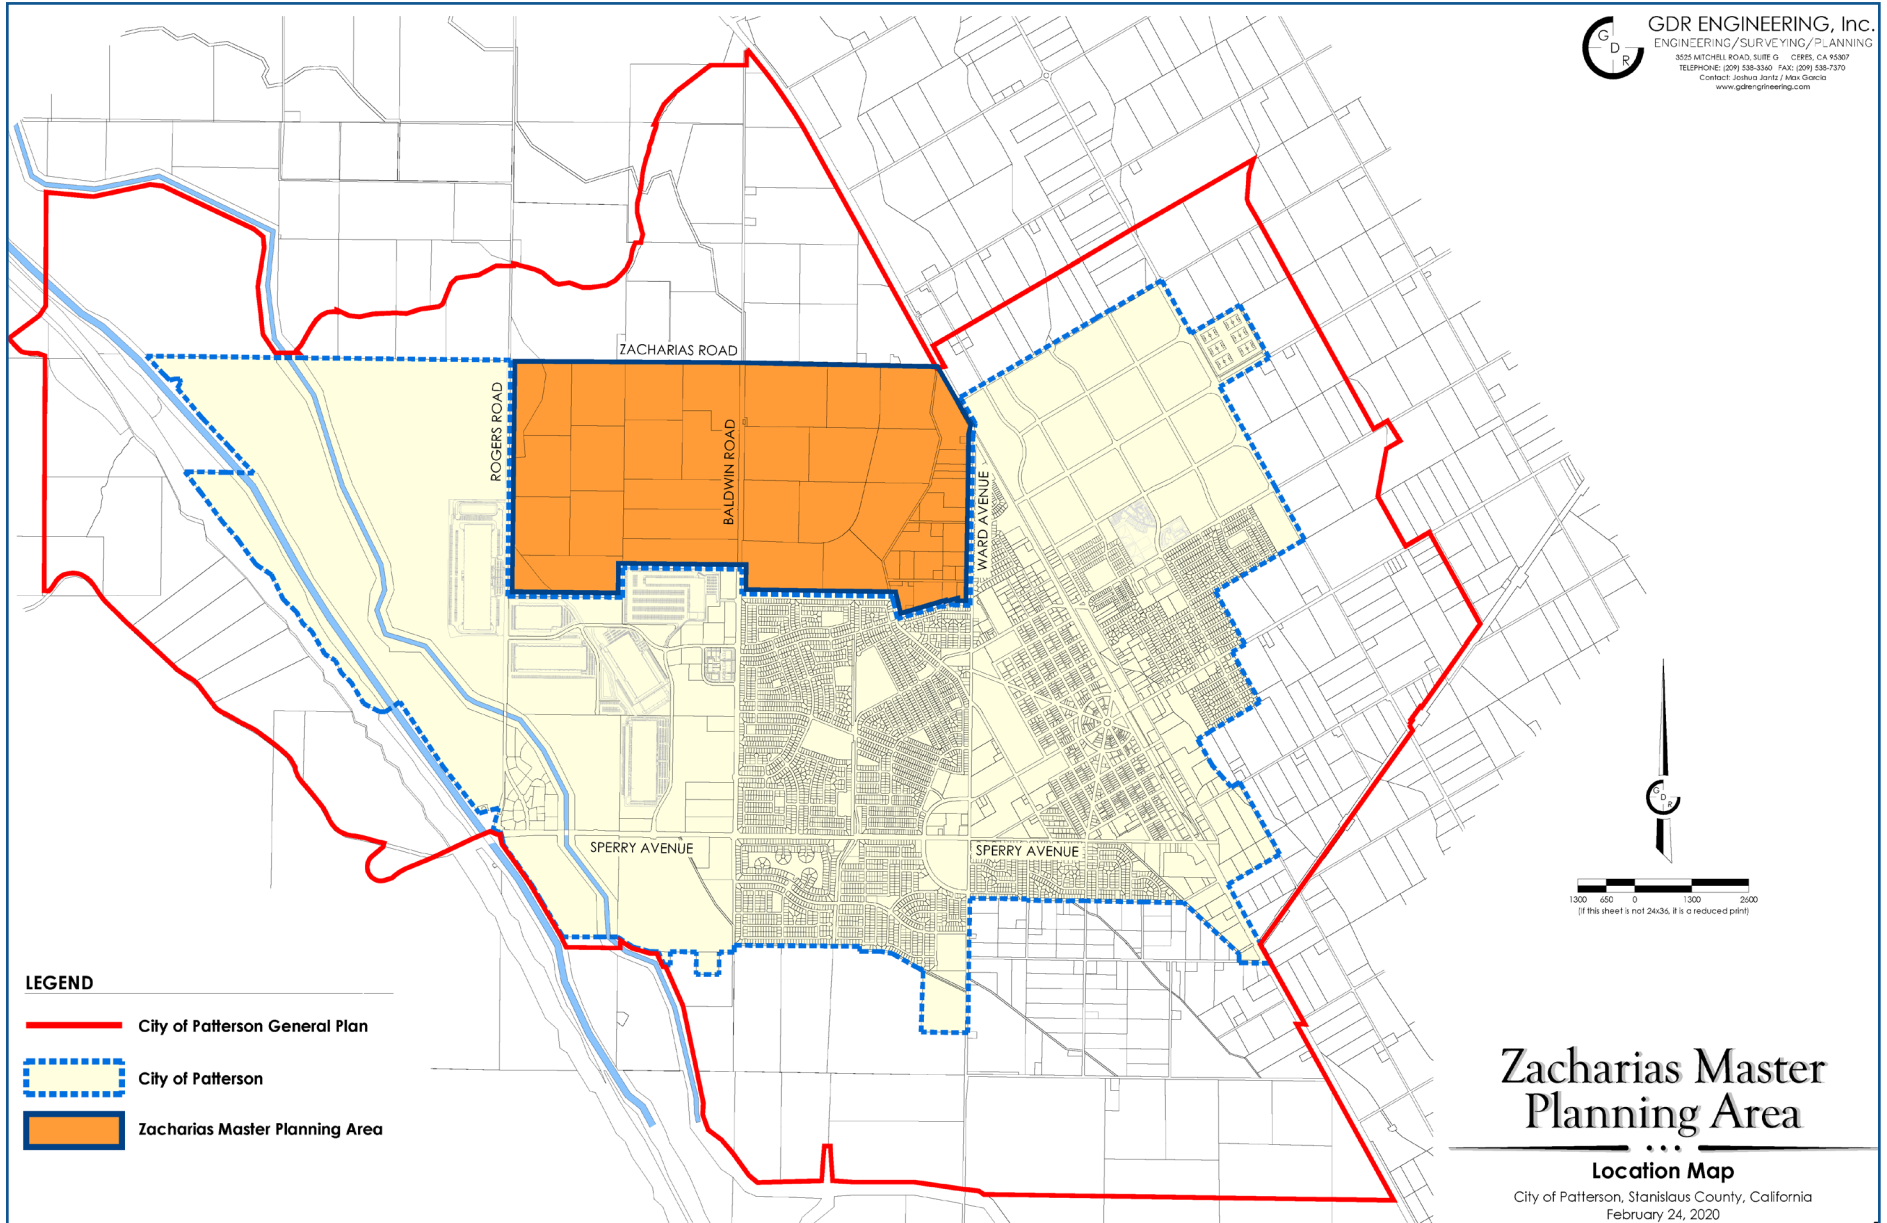 G D R
GDR ENGINEERING, Inc.
ENGINEERING/SURVEYING/PLANNING
3525 MITCHELL ROAD, SUITE G CERES, CA 95307
TELEPHONE: (209) 538-3360 FAX: (209) 538-7370
Contact: Joshua Jantz / Max Garcia
www.gdrengineering.com
ZACHARIAS ROAD
ROGERS ROAD
BALDWIN ROAD
WARD AVENUE
SPERRY AVENUE
SPERRY AVENUE
G D R
1300 650 0 1300 2600
(If this sheet is not 24x36, it is a reduced print)
LEGEND
City of Patterson General Plan
City of Patterson
Zacharias Master Planning Area
Zacharias Master
Planning Area
Location Map
City of Patterson, Stanislaus County, California
February 24, 2020